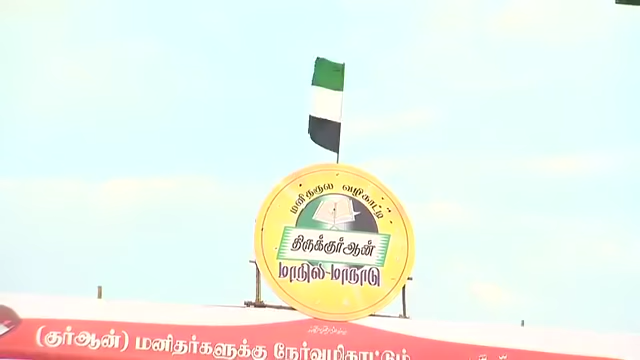 மனிதகுல வழிகாட்டி
திருக்குர்ஆன்
மாநில-மாநாடு
(குர்ஆன்) மனிதர்களுக்கு நேர்வழிகாட்டும்